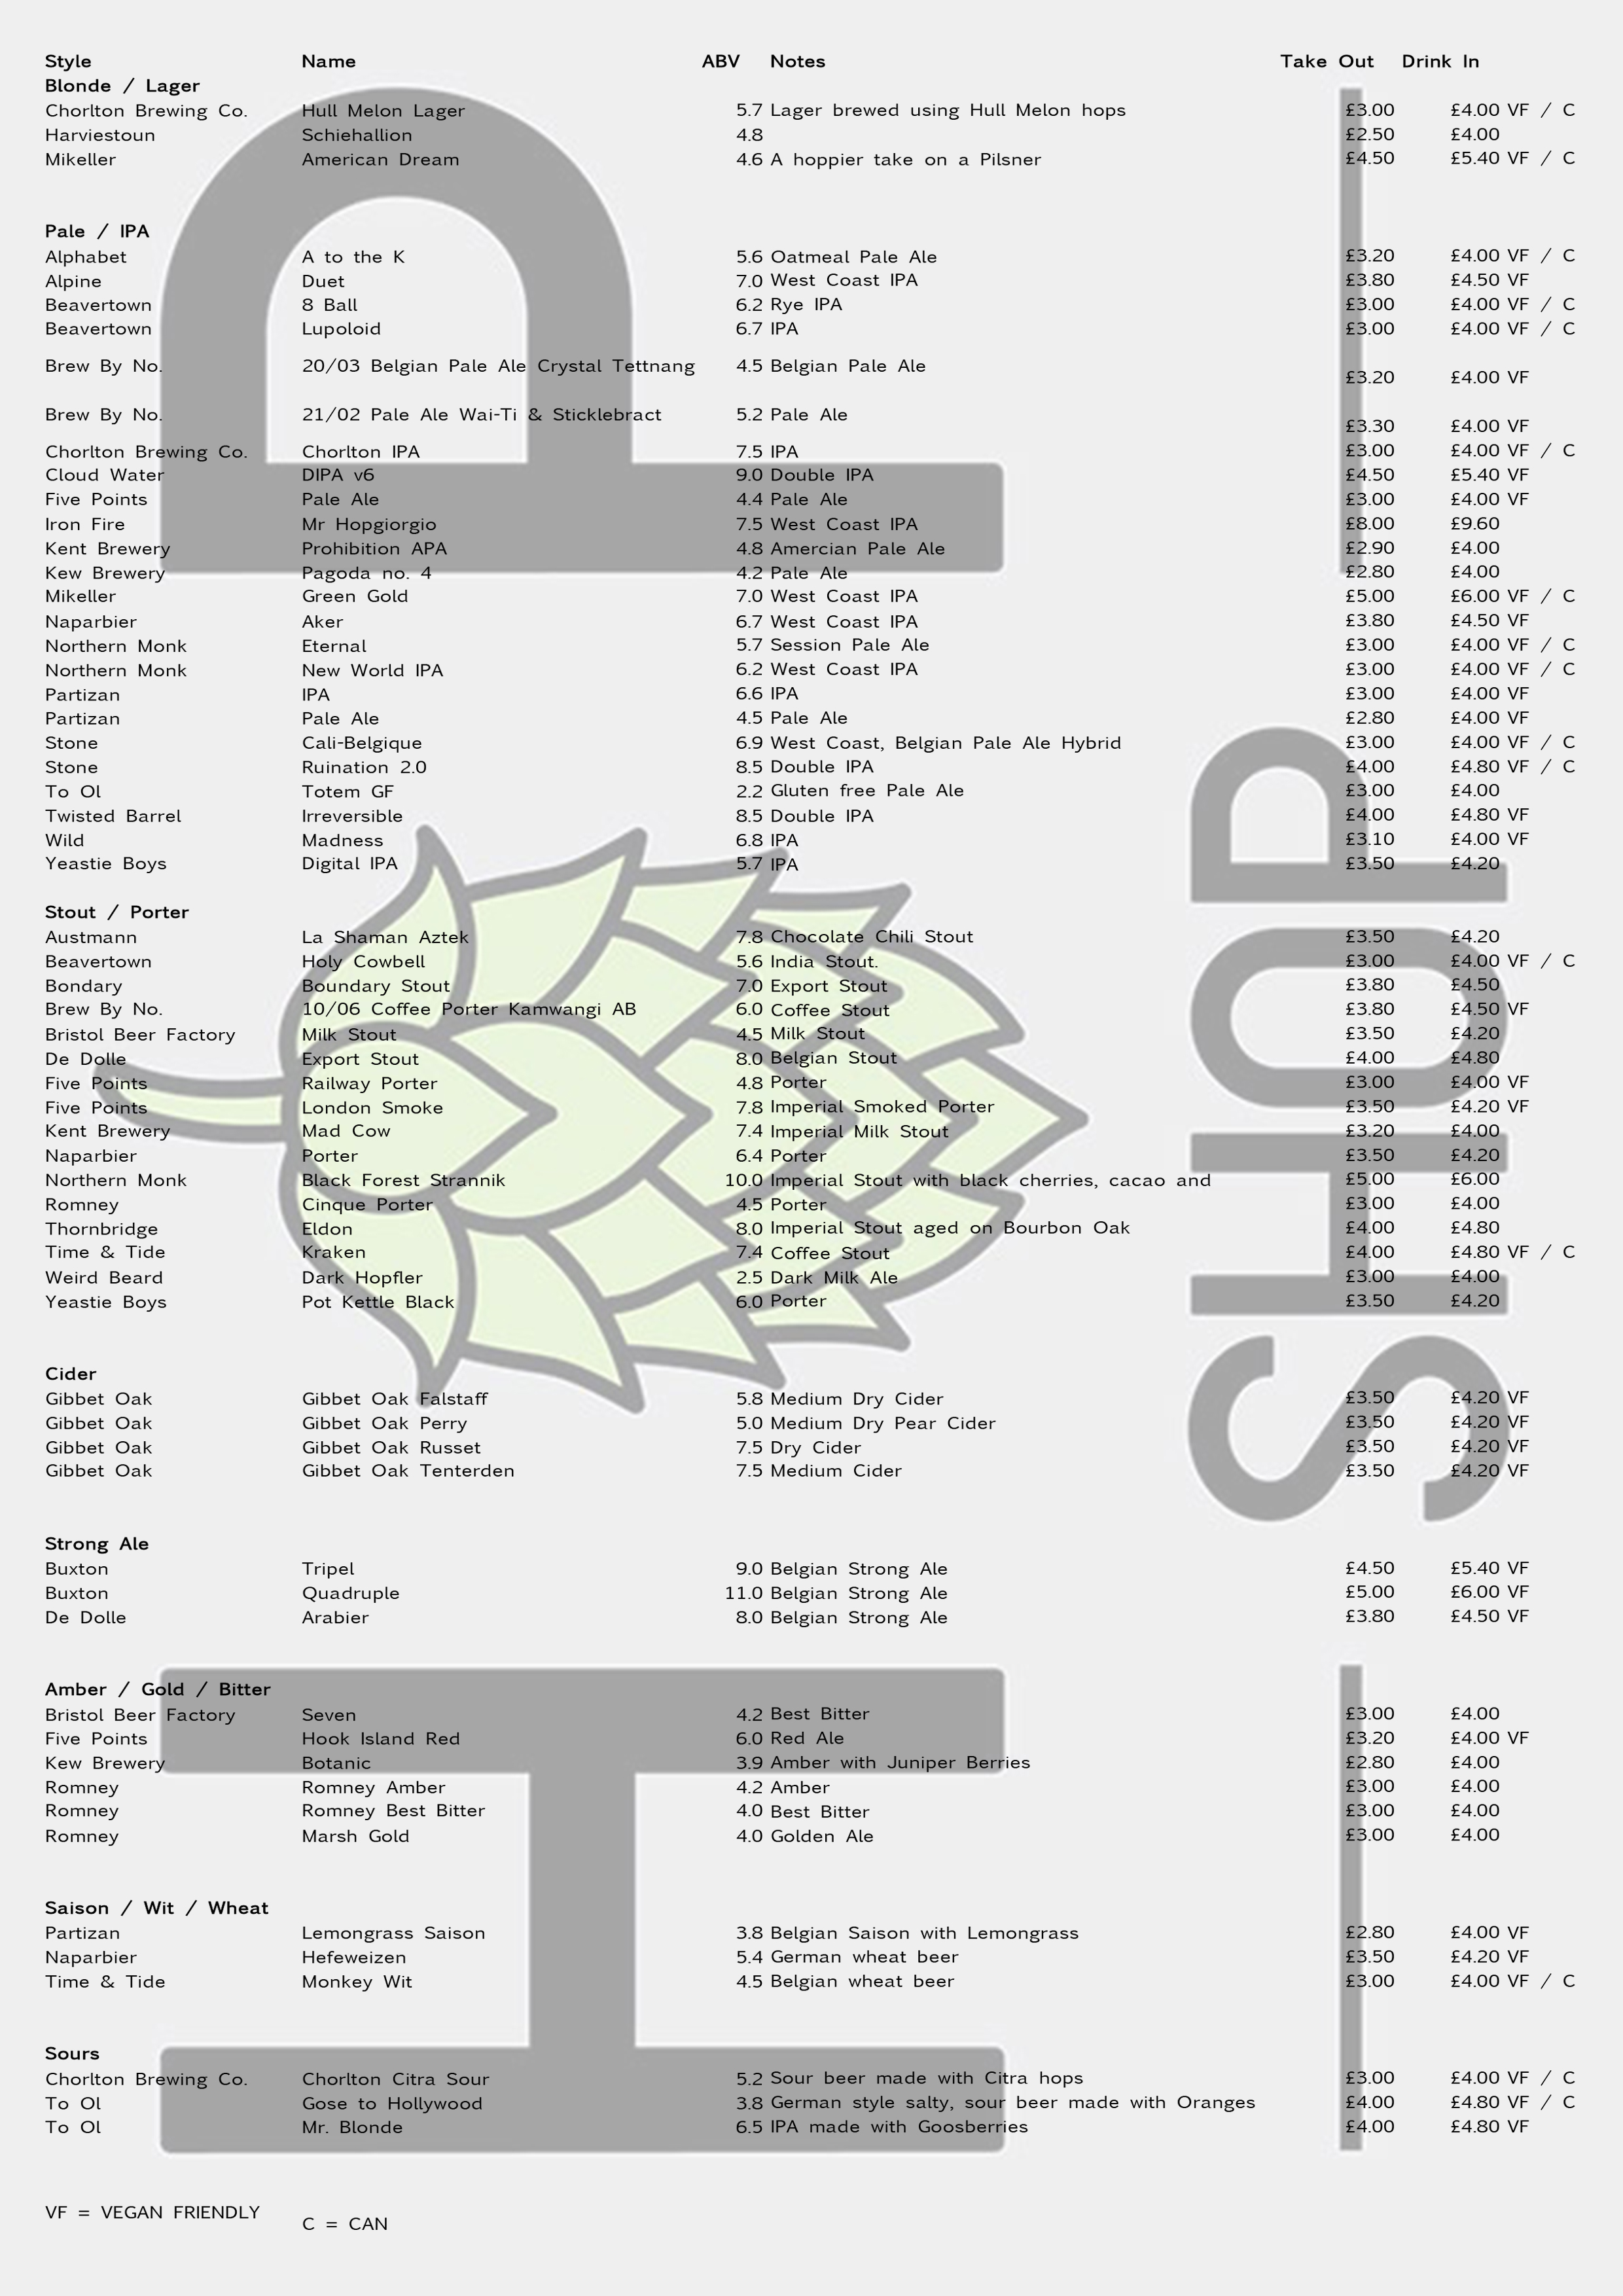 Style Name ABV Notes Take Out Drink In
Blonde / Lager
Chorlton Brewing Co. Hull Melon Lager 5.7 Lager brewed using Hull Melon hops £3.00 £4.00 VF / C
Harviestoun Schiehallion 4.8 £2.50 £4.00
Mikeller American Dream 4.6 A hoppier take on a Pilsner £4.50 £5.40 VF / C
Pale / IPA
Alphabet A to the K 5.6 Oatmeal Pale Ale £3.20 £4.00 VF / C
Alpine Duet 7.0 West Coast IPA £3.80 £4.50 VF
Beavertown 8 Ball 6.2 Rye IPA £3.00 £4.00 VF / C
Beavertown Lupoloid 6.7 IPA £3.00 £4.00 VF / C
Brew By No. 20/03 Belgian Pale Ale Crystal Tettnang 4.5 Belgian Pale Ale £3.20 £4.00 VF
Brew By No. 21/02 Pale Ale Wai-Ti & Sticklebract 5.2 Pale Ale £3.30 £4.00 VF
Chorlton Brewing Co. Chorlton IPA 7.5 IPA £3.00 £4.00 VF / C
Cloud Water DIPA v6 9.0 Double IPA £4.50 £5.40 VF
Five Points Pale Ale 4.4 Pale Ale £3.00 £4.00 VF
Iron Fire Mr Hopgiorgio 7.5 West Coast IPA £8.00 £9.60
Kent Brewery Prohibition APA 4.8 Amercian Pale Ale £2.90 £4.00
Kew Brewery Pagoda no. 4 4.2 Pale Ale £2.80 £4.00
Mikeller Green Gold 7.0 West Coast IPA £5.00 £6.00 VF / C
Naparbier Aker 6.7 West Coast IPA £3.80 £4.50 VF
Northern Monk Eternal 5.7 Session Pale Ale £3.00 £4.00 VF / C
Northern Monk New World IPA 6.2 West Coast IPA £3.00 £4.00 VF / C
Partizan IPA 6.6 IPA £3.00 £4.00 VF
Partizan Pale Ale 4.5 Pale Ale £2.80 £4.00 VF
Stone Cali-Belgique 6.9 West Coast, Belgian Pale Ale Hybrid £3.00 £4.00 VF / C
Stone Ruination 2.0 8.5 Double IPA £4.00 £4.80 VF / C
To Ol Totem GF 2.2 Gluten free Pale Ale £3.00 £4.00
Twisted Barrel Irreversible 8.5 Double IPA £4.00 £4.80 VF
Wild Madness 6.8 IPA £3.10 £4.00 VF
Yeastie Boys Digital IPA 5.7 IPA £3.50 £4.20
Stout / Porter
Austmann La Shaman Aztek 7.8 Chocolate Chili Stout £3.50 £4.20
Beavertown Holy Cowbell 5.6 India Stout. £3.00 £4.00 VF / C
Bondary Boundary Stout 7.0 Export Stout £3.80 £4.50
Brew By No. 10/06 Coffee Porter Kamwangi AB 6.0 Coffee Stout £3.80 £4.50 VF
Bristol Beer Factory Milk Stout 4.5 Milk Stout £3.50 £4.20
De Dolle Export Stout 8.0 Belgian Stout £4.00 £4.80
Five Points Railway Porter 4.8 Porter £3.00 £4.00 VF
Five Points London Smoke 7.8 Imperial Smoked Porter £3.50 £4.20 VF
Kent Brewery Mad Cow 7.4 Imperial Milk Stout £3.20 £4.00
Naparbier Porter 6.4 Porter £3.50 £4.20
Northern Monk Black Forest Strannik 10.0 Imperial Stout with black cherries, cacao and £5.00 £6.00
Romney Cinque Porter 4.5 Porter £3.00 £4.00
Thornbridge Eldon 8.0 Imperial Stout aged on Bourbon Oak £4.00 £4.80
Time & Tide Kraken 7.4 Coffee Stout £4.00 £4.80 VF / C
Weird Beard Dark Hopfler 2.5 Dark Milk Ale £3.00 £4.00
Yeastie Boys Pot Kettle Black 6.0 Porter £3.50 £4.20
Cider
Gibbet Oak Gibbet Oak Falstaff 5.8 Medium Dry Cider £3.50 £4.20 VF
Gibbet Oak Gibbet Oak Perry 5.0 Medium Dry Pear Cider £3.50 £4.20 VF
Gibbet Oak Gibbet Oak Russet 7.5 Dry Cider £3.50 £4.20 VF
Gibbet Oak Gibbet Oak Tenterden 7.5 Medium Cider £3.50 £4.20 VF
Strong Ale
Buxton Tripel 9.0 Belgian Strong Ale £4.50 £5.40 VF
Buxton Quadruple 11.0 Belgian Strong Ale £5.00 £6.00 VF
De Dolle Arabier 8.0 Belgian Strong Ale £3.80 £4.50 VF
Amber / Gold / Bitter
Bristol Beer Factory Seven 4.2 Best Bitter £3.00 £4.00
Five Points Hook Island Red 6.0 Red Ale £3.20 £4.00 VF
Kew Brewery Botanic 3.9 Amber with Juniper Berries £2.80 £4.00
Romney Romney Amber 4.2 Amber £3.00 £4.00
Romney Romney Best Bitter 4.0 Best Bitter £3.00 £4.00
Romney Marsh Gold 4.0 Golden Ale £3.00 £4.00
Saison / Wit / Wheat
Partizan Lemongrass Saison 3.8 Belgian Saison with Lemongrass £2.80 £4.00 VF
Naparbier Hefeweizen 5.4 German wheat beer £3.50 £4.20 VF
Time & Tide Monkey Wit 4.5 Belgian wheat beer £3.00 £4.00 VF / C
Sours
Chorlton Brewing Co. Chorlton Citra Sour 5.2 Sour beer made with Citra hops £3.00 £4.00 VF / C
To Ol Gose to Hollywood 3.8 German style salty, sour beer made with Oranges £4.00 £4.80 VF / C
To Ol Mr. Blonde 6.5 IPA made with Goosberries £4.00 £4.80 VF
VF = VEGAN FRIENDLY
C = CAN
H P
SHOP